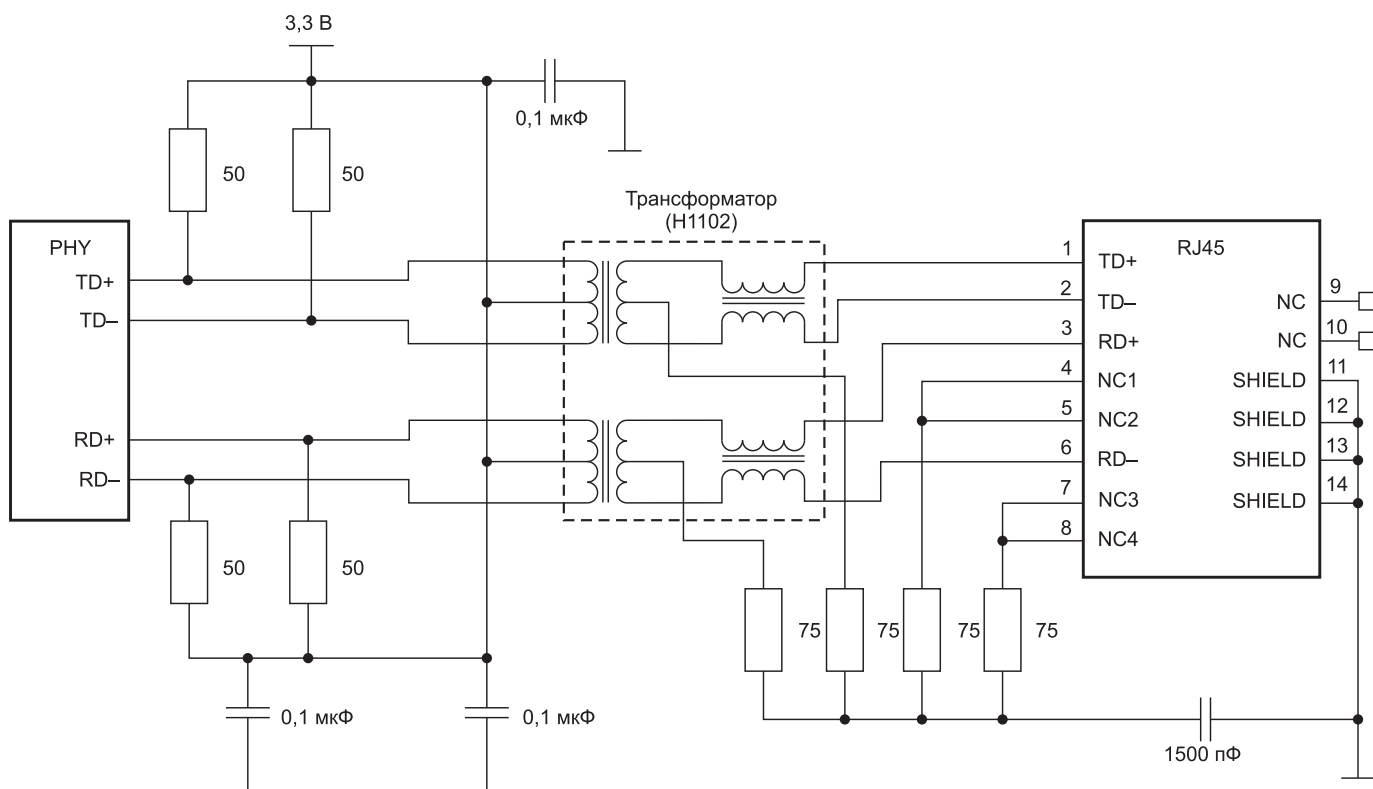 3,3 В
0,1 мкФ
50
50
Трансформатор
(H1102)
PHY
TD+
TD–
RD+
RD–
50
50
0,1 мкФ
0,1 мкФ
RJ45
1
TD+
2
TD–
3
RD+
4
NC1
5
NC2
6
RD–
7
NC3
8
NC4
NC
9
NC
10
SHIELD
11
SHIELD
12
SHIELD
13
SHIELD
14
75
75
75
75
1500 пФ